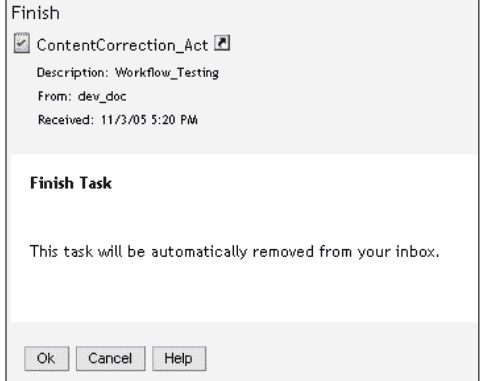 Finish
ContentCorrection_Act
Description: Workflow_Testing
From: dev_doc
Received: 11/3/05 5:20 PM
Finish Task
This task will be automatically removed from your inbox.
Ok Cancel Help